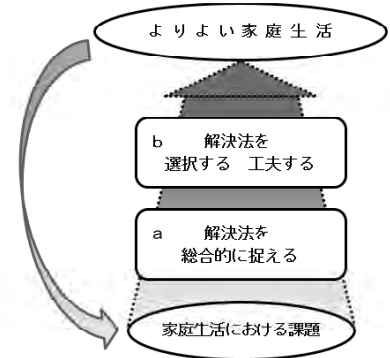 よりよい家庭生活
b 解決法を
選択する 工夫する
a 解決法を
総合的に捉える
家庭生活における課題